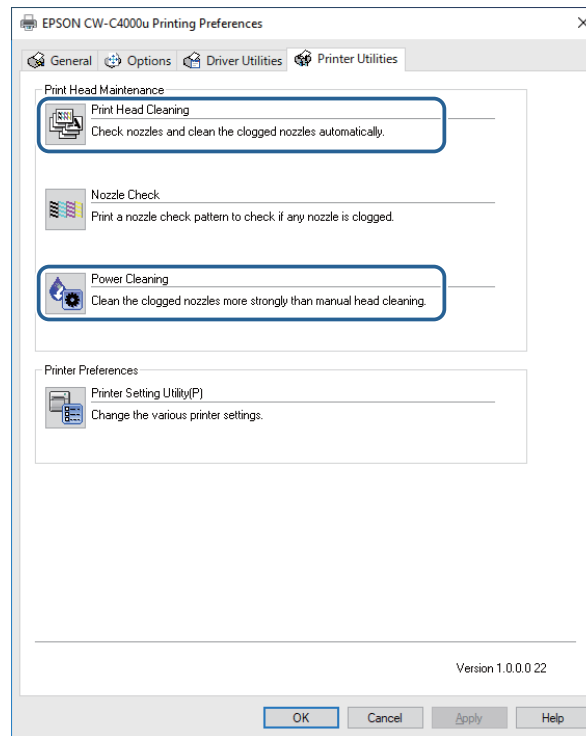 EPSON CW-C4000u Printing Preferences
General Options Driver Utilities Printer Utilities
Print Head Maintenance
Print Head Cleaning
Check nozzles and clean the clogged nozzles automatically.
Nozzle Check
Print a nozzle check pattern to check if any nozzle is clogged.
Power Cleaning
Clean the clogged nozzles more strongly than manual head cleaning.
Printer Preferences
Printer Setting Utility(P)
Change the various printer settings.
Version 1.0.0.0 22
OK Cancel Apply Help